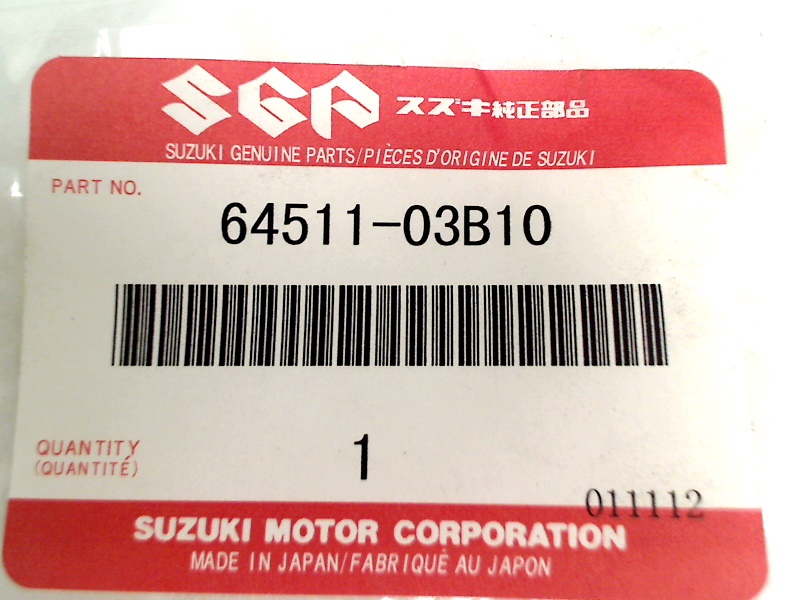 SGP スズキ純正部品
SUZUKI GENUINE PARTS/PIÈCES D'ORIGINE DE SUZUKI
PART NO.
64511-03B10
QUANTITY 1
(QUANTITÉ)
011112
SUZUKI MOTOR CORPORATION
MADE IN JAPAN/FABRIQUÉ AU JAPON